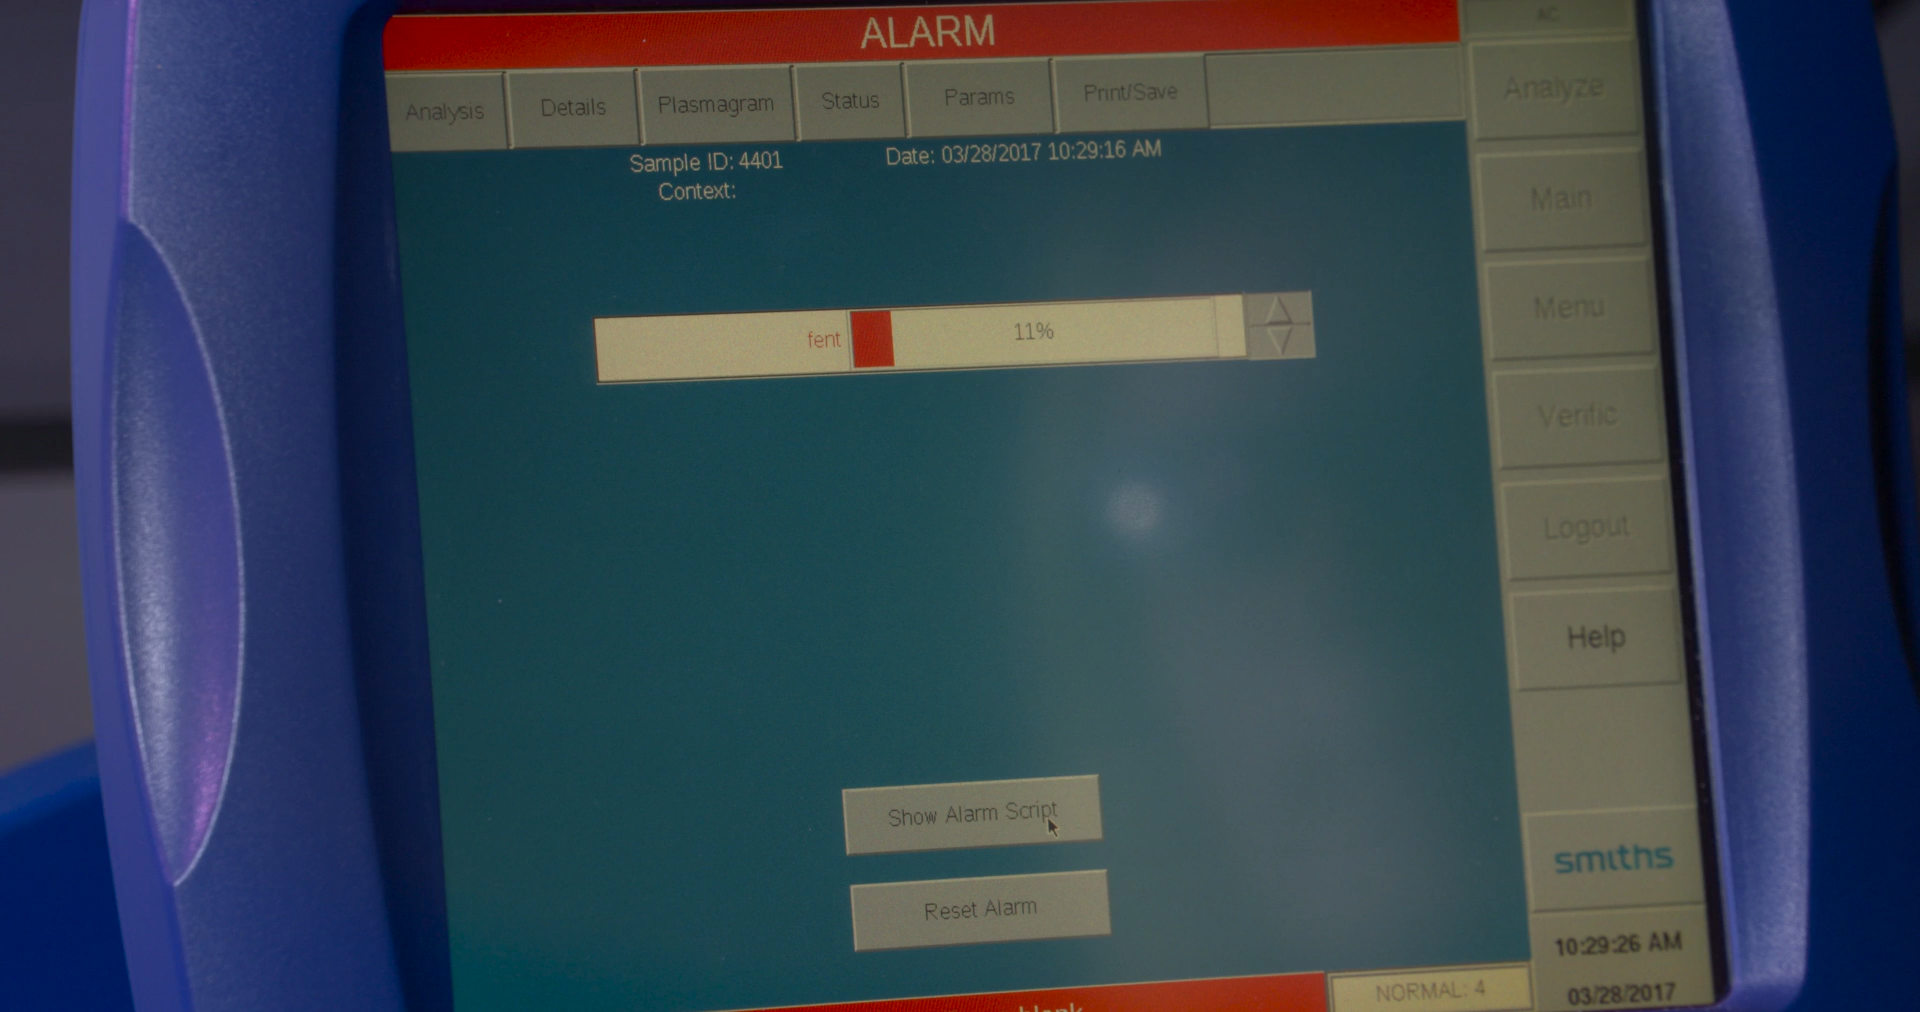 ALARM
AC
Analysis
Details
Plasmagram
Status
Params
Print/Save
Analyze
Sample ID: 4401
Date: 03/28/2017 10:29:16 AM
Context:
Main
Menu
fent
11%
Verific
Logout
Help
Show Alarm Script
Reset Alarm
smiths
10:29:26 AM
NORMAL: 4
03/28/2017
blank